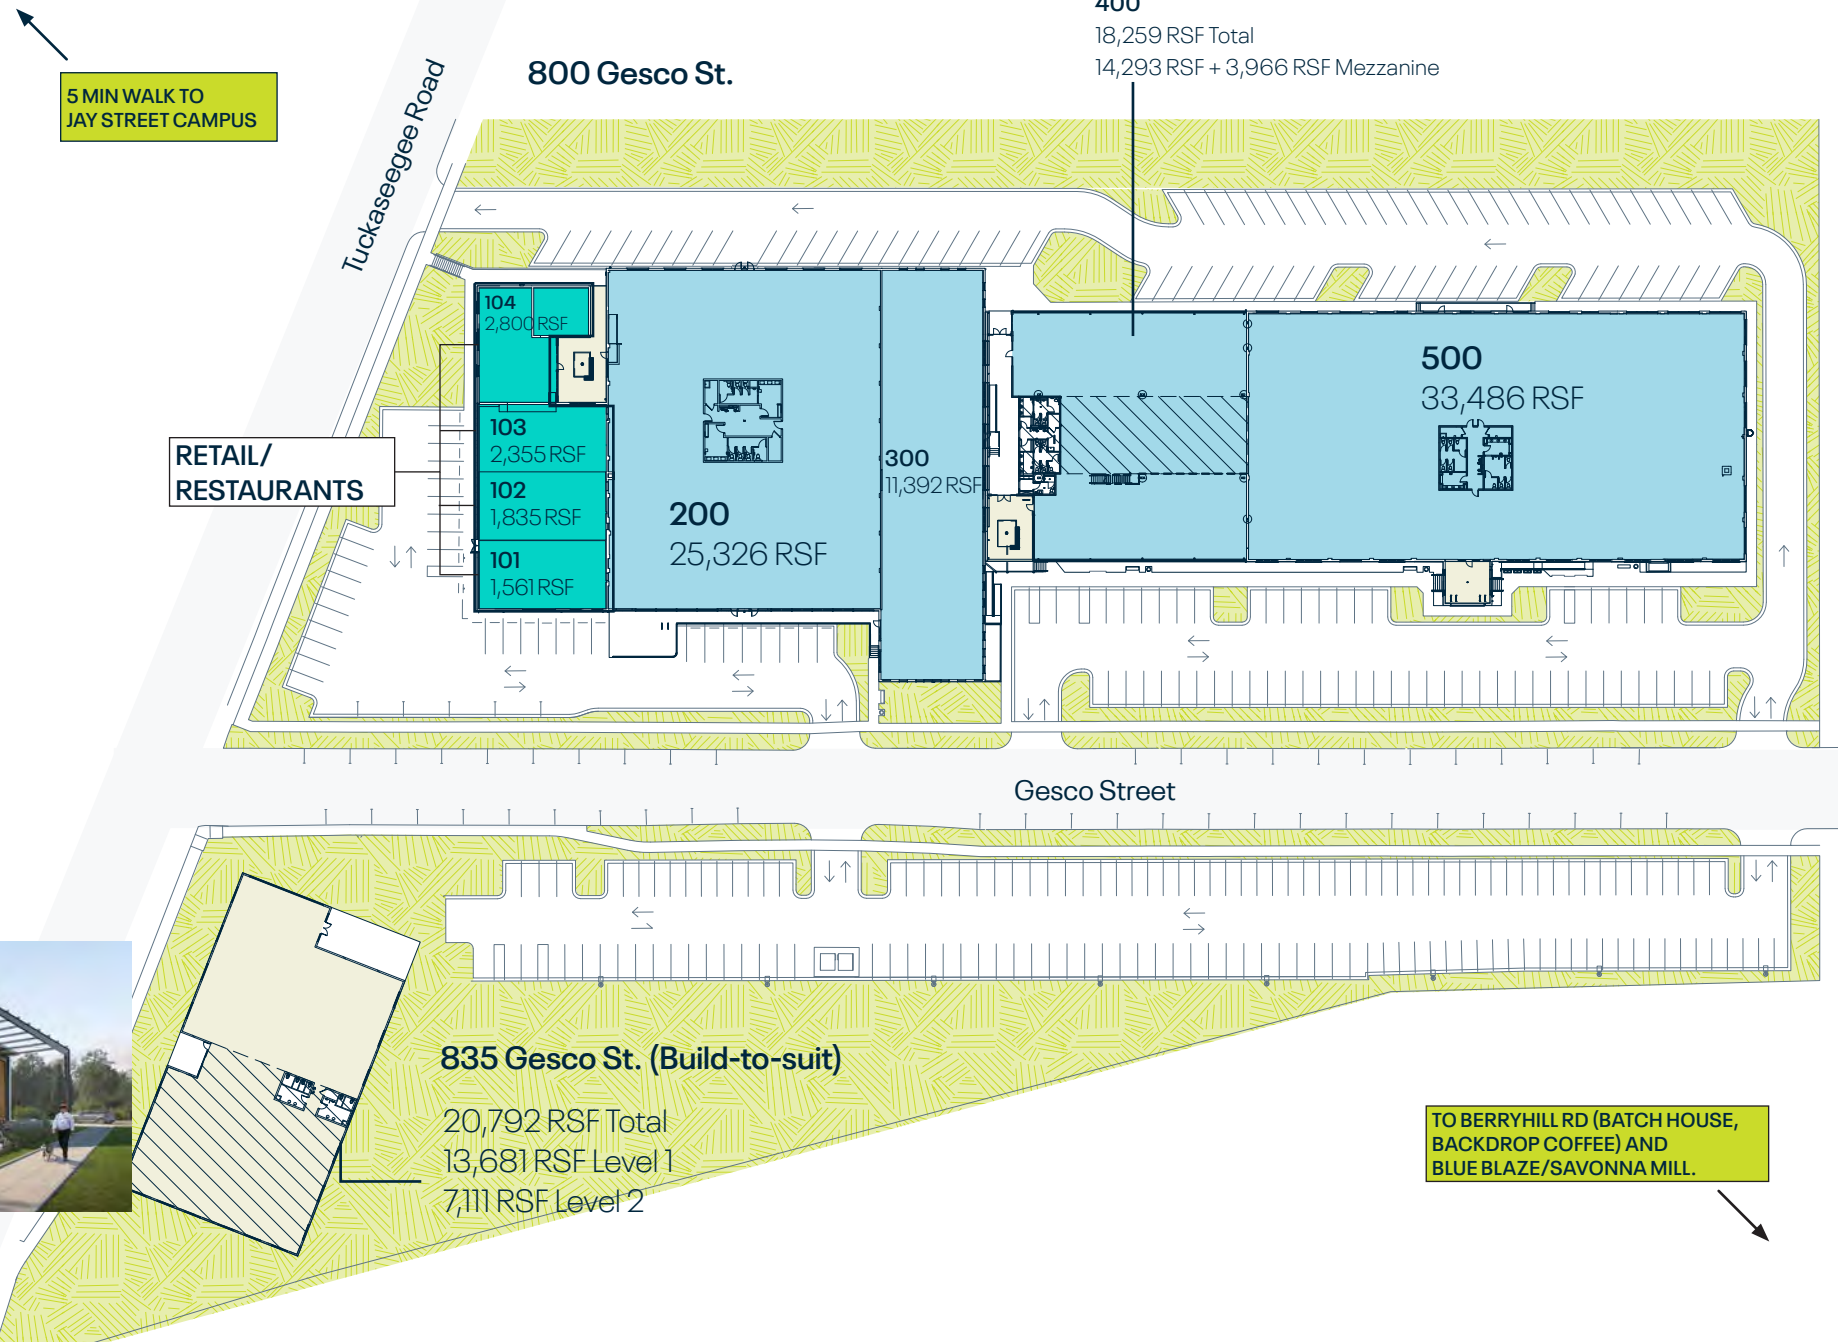 400
18,259 RSF Total
14,293 RSF + 3,966 RSF Mezzanine
800 Gesco St.
5 MIN WALK TO
JAY STREET CAMPUS
Tuckaseegee Road
104
2,800 RSF
103
2,355 RSF
102
1,835 RSF
101
1,561 RSF
RETAIL/
RESTAURANTS
200
25,326 RSF
300
11,392 RSF
500
33,486 RSF
Gesco Street
835 Gesco St. (Build-to-suit)
20,792 RSF Total
13,681 RSF Level 1
7,111 RSF Level 2
TO BERRYHILL RD (BATCH HOUSE,
BACKDROP COFFEE) AND
BLUE BLAZE/SAVONNA MILL.